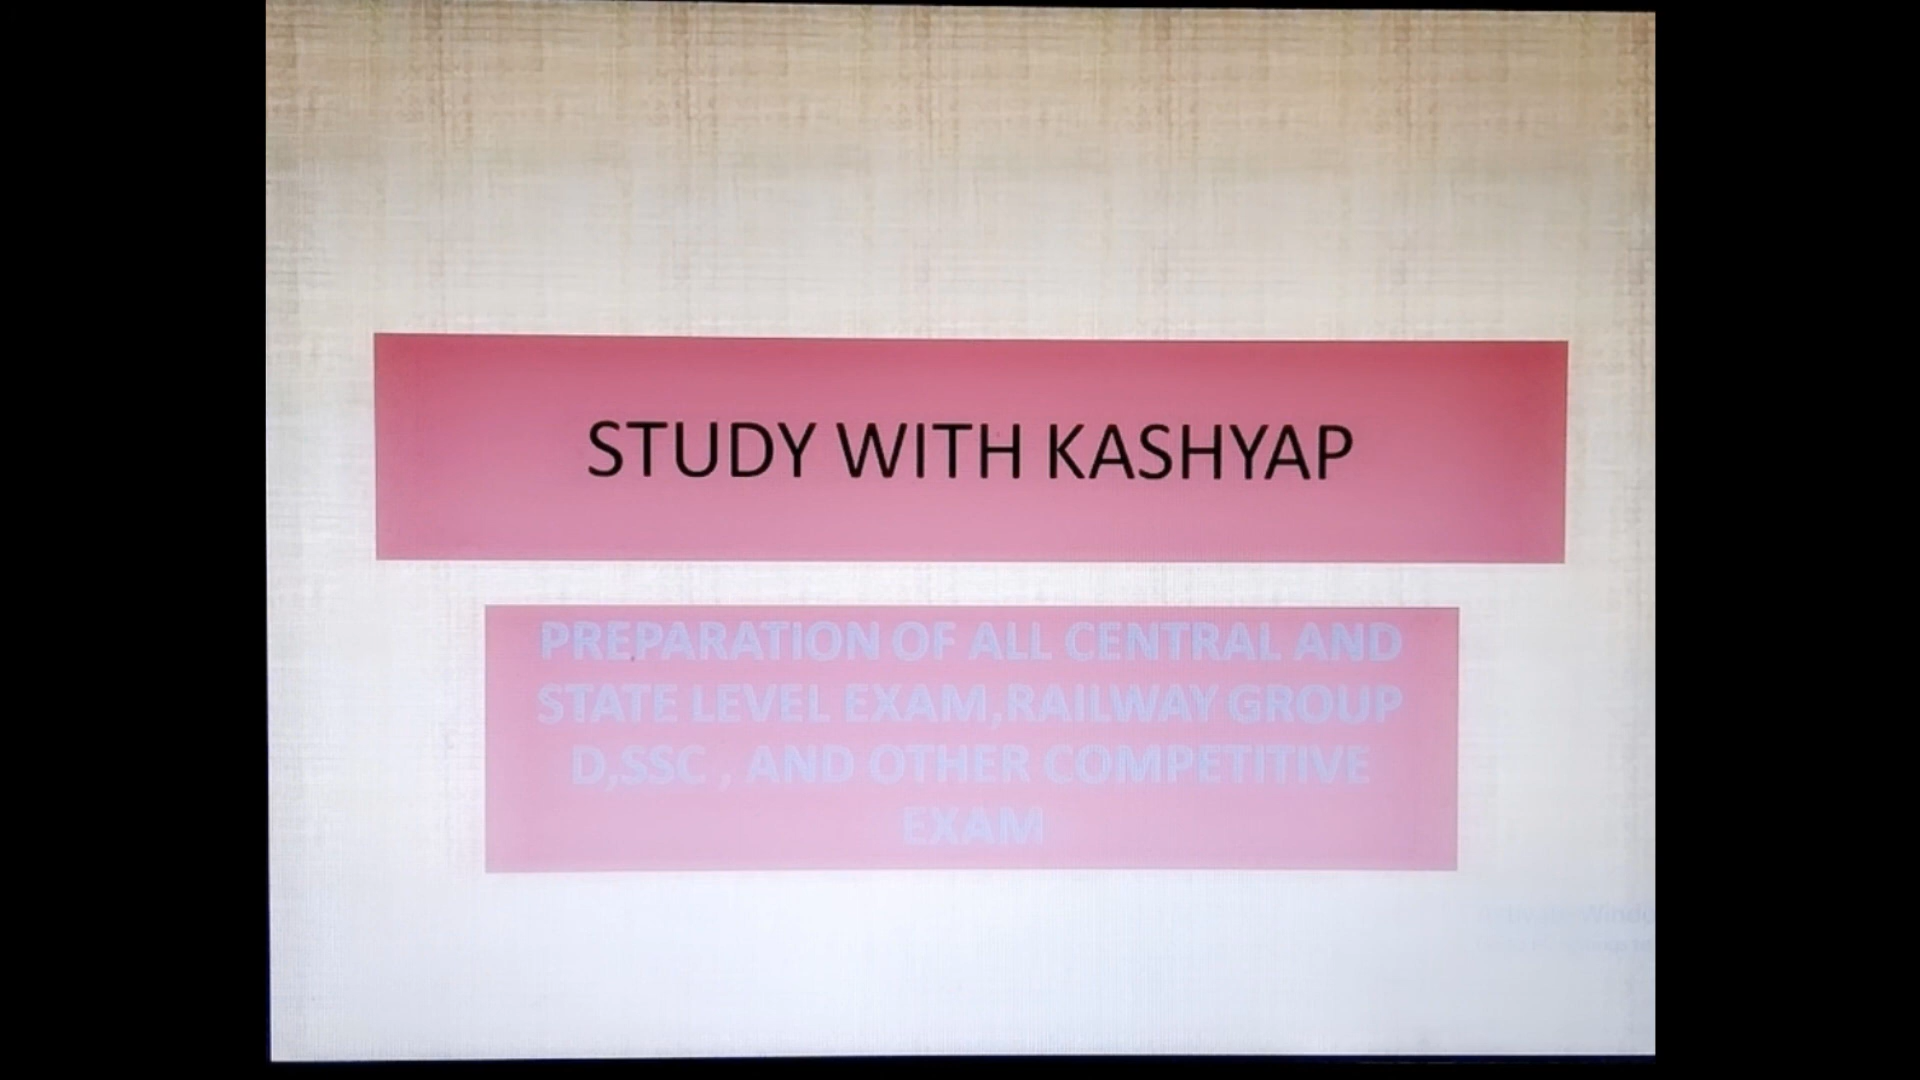 STUDY WITH KASHYAP
PREPARATION OF ALL CENTRAL AND
STATE LEVEL EXAM,RAILWAY GROUP
D,SSC , AND OTHER COMPETITIVE
EXAM